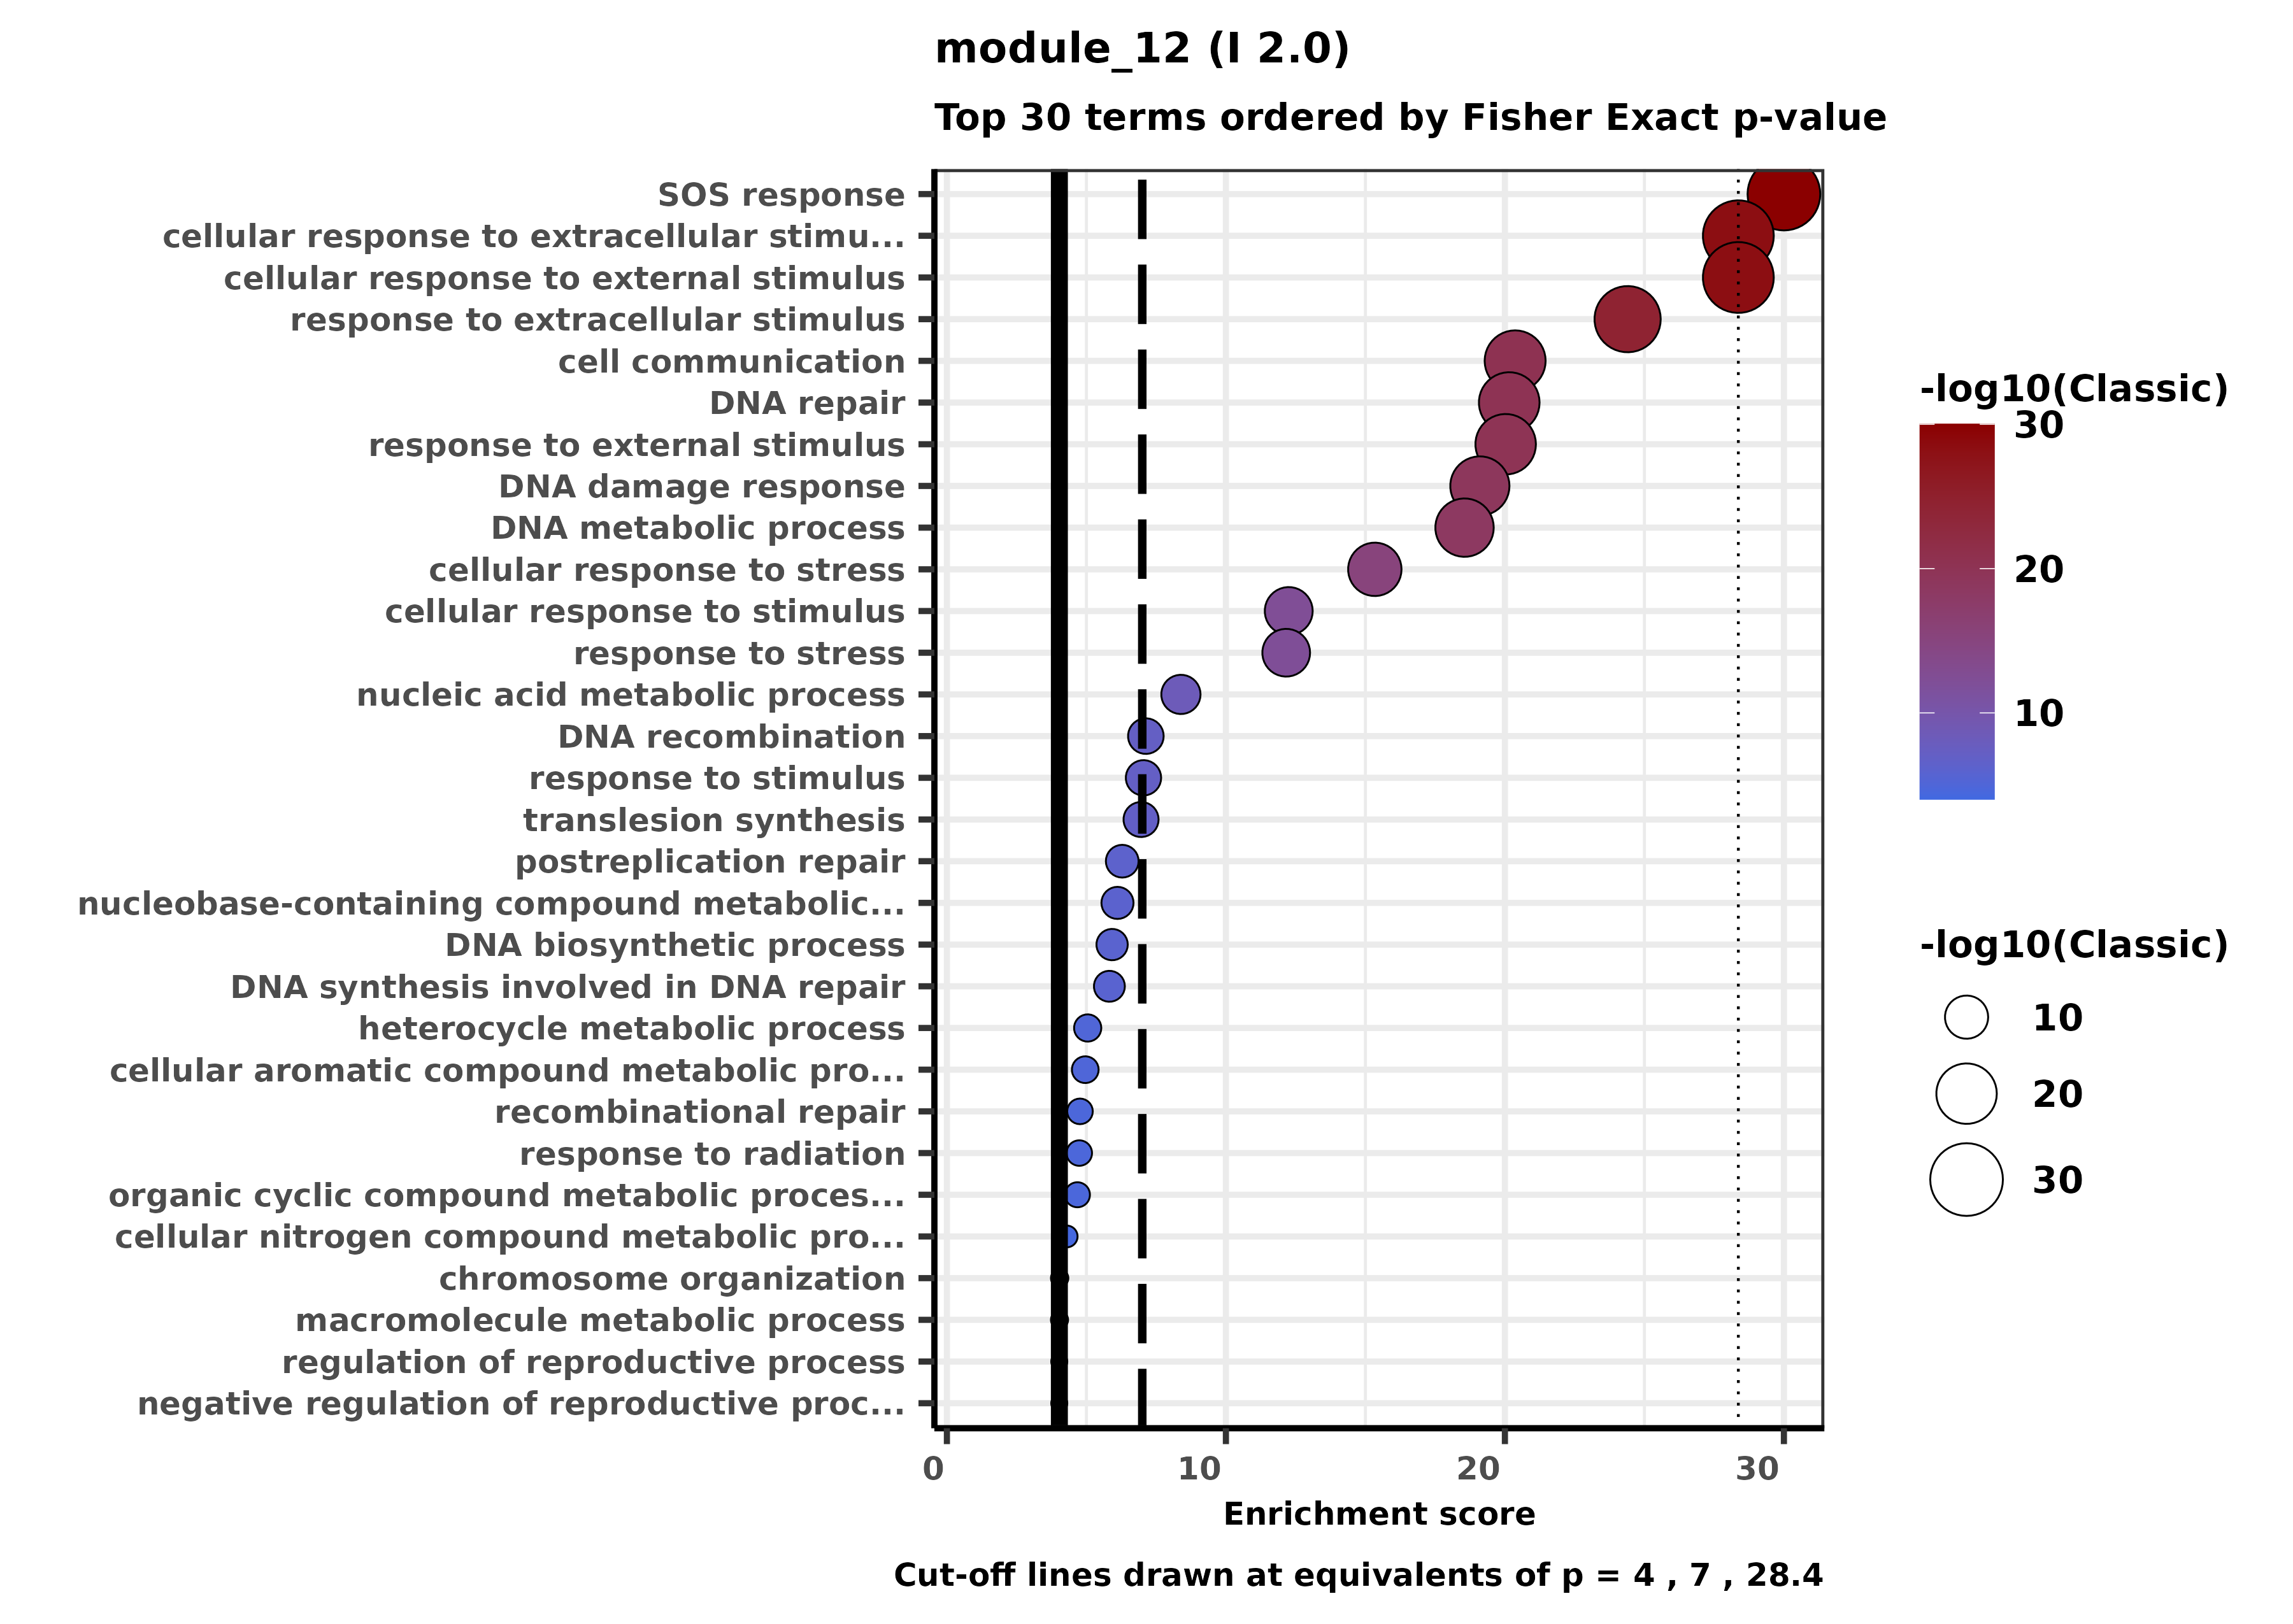 module_12 (I 2.0)
Top 30 terms ordered by Fisher Exact p-value
SOS response
cellular response to extracellular stimu...
cellular response to external stimulus
response to extracellular stimulus
cell communication
DNA repair
response to external stimulus
DNA damage response
DNA metabolic process
cellular response to stress
cellular response to stimulus
response to stress
nucleic acid metabolic process
DNA recombination
response to stimulus
translesion synthesis
postreplication repair
nucleobase-containing compound metabolic...
DNA biosynthetic process
DNA synthesis involved in DNA repair
heterocycle metabolic process
cellular aromatic compound metabolic pro...
recombinational repair
response to radiation
organic cyclic compound metabolic proces...
cellular nitrogen compound metabolic pro...
chromosome organization
macromolecule metabolic process
regulation of reproductive process
negative regulation of reproductive proc...
0 10 20 30
Enrichment score
Cut-off lines drawn at equivalents of p = 4 , 7 , 28.4
-log10(Classic)
30
20
10
-log10(Classic)
10
20
30